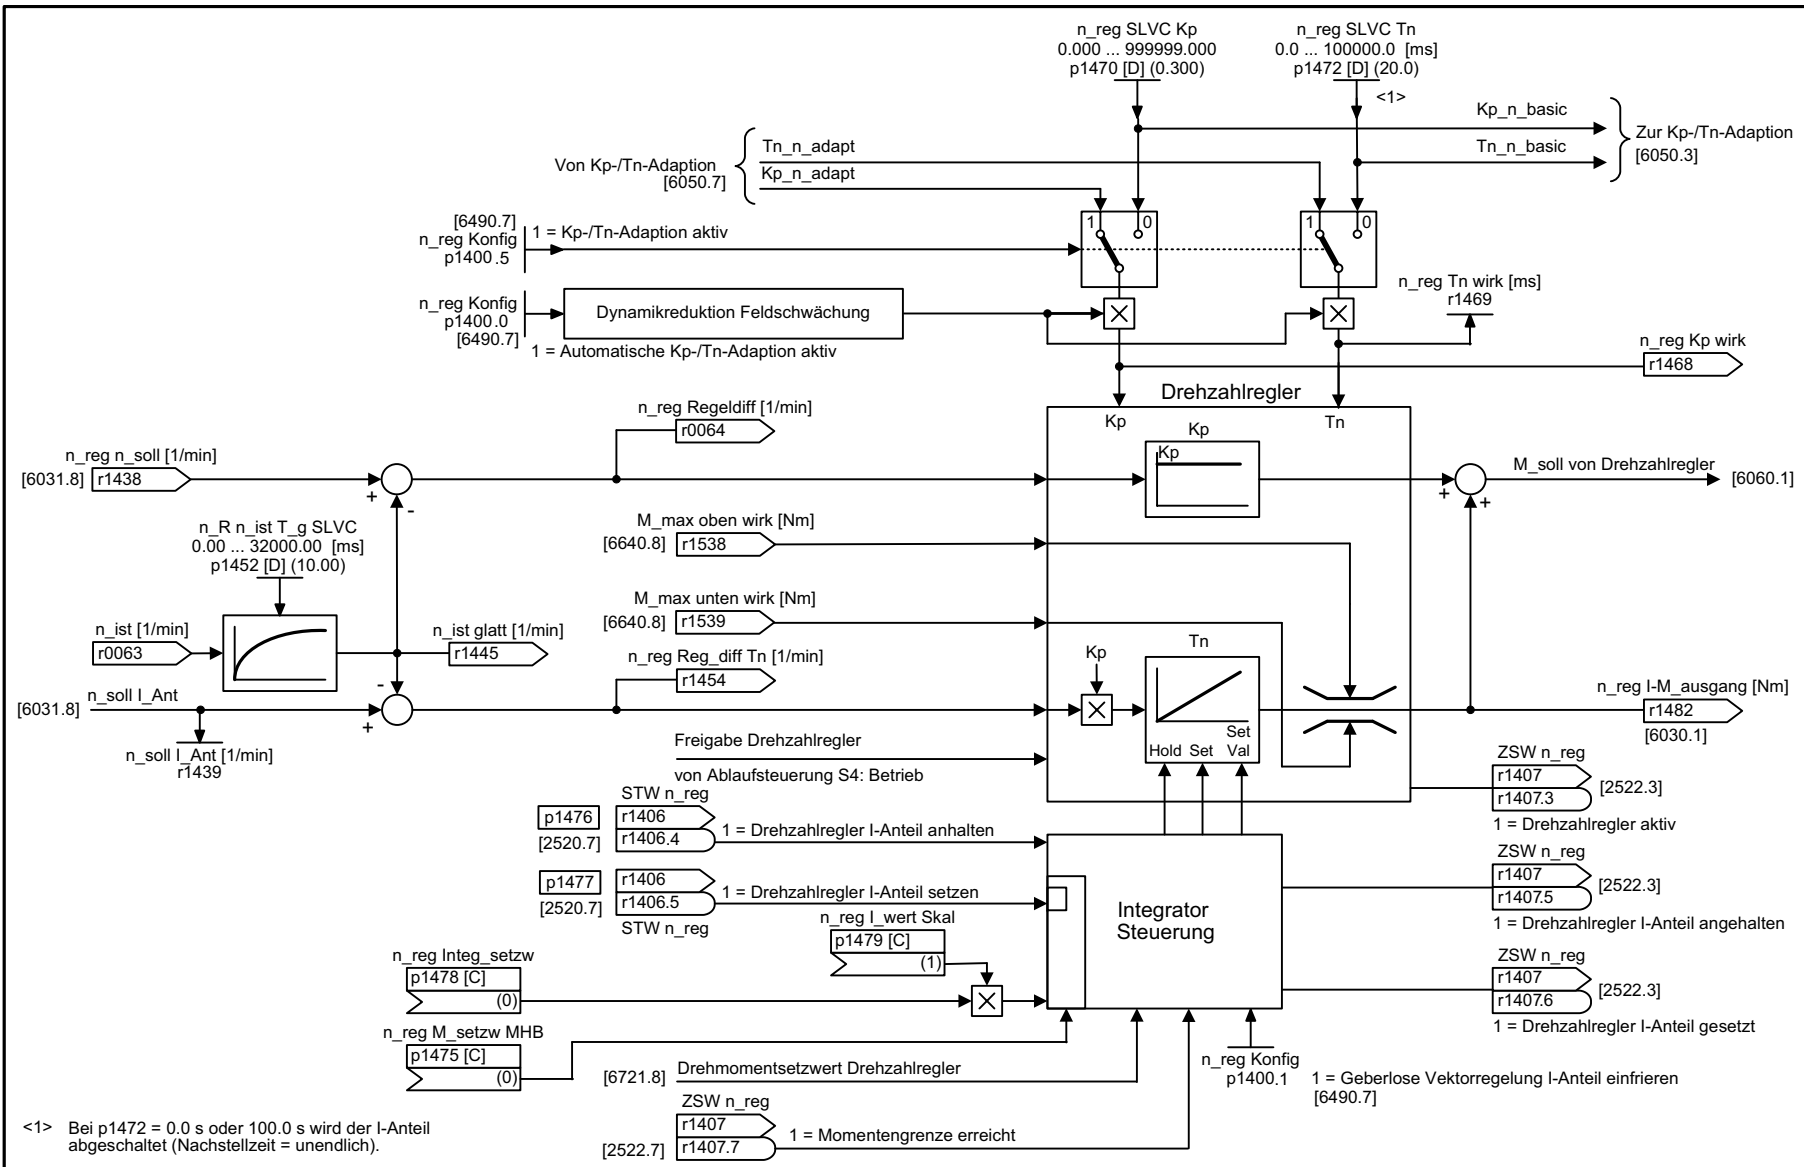 n_reg SLVC Kp
0.000 ... 999999.000
p1470 [D] (0.300)
n_reg SLVC Tn
0.0 ... 100000.0 [ms]
p1472 [D] (20.0)
<1>
Kp_n_basic
Tn_n_basic
Zur Kp-/Tn-Adaption
[6050.3]
Von Kp-/Tn-Adaption
[6050.7]
Tn_n_adapt
Kp_n_adapt
1 0
1 0
[6490.7]
n_reg Konfig
p1400.5
1 = Kp-/Tn-Adaption aktiv
n_reg Konfig
p1400.0
[6490.7]
Dynamikreduktion Feldschwächung
1 = Automatische Kp-/Tn-Adaption aktiv
n_reg Tn wirk [ms]
r1469
n_reg Kp wirk
r1468
Drehzahlregler
Kp
Tn
n_reg Regeldiff [1/min]
r0064
Kp
Kp
n_reg n_soll [1/min]
[6031.8]
r1438
+
-
M_soll von Drehzahlregler
[6060.1]
+
+
n_R n_ist T_g SLVC
0.00 ... 32000.00 [ms]
p1452 [D] (10.00)
M_max oben wirk [Nm]
[6640.8]
r1538
M_max unten wirk [Nm]
[6640.8]
r1539
n_ist [1/min]
r0063
n_ist glatt [1/min]
r1445
n_reg Reg_diff Tn [1/min]
r1454
Kp
Tn
Hold Set
Set
Val
-
+
[6031.8]
n_soll I_Ant
n_soll I_Ant [1/min]
r1439
n_reg I-M_ausgang [Nm]
r1482
[6030.1]
Freigabe Drehzahlregler
von Ablaufsteuerung S4: Betrieb
ZSW n_reg
r1407
r1407.3
[2522.3]
1 = Drehzahlregler aktiv
STW n_reg
p1476
[2520.7]
r1406
r1406.4
1 = Drehzahlregler I-Anteil anhalten
p1477
[2520.7]
r1406
r1406.5
STW n_reg
1 = Drehzahlregler I-Anteil setzen
ZSW n_reg
r1407
r1407.5
[2522.3]
1 = Drehzahlregler I-Anteil angehalten
Integrator
Steuerung
n_reg I_wert Skal
p1479 [C]
(1)
n_reg Integ_setzw
p1478 [C]
(0)
ZSW n_reg
r1407
r1407.6
[2522.3]
1 = Drehzahlregler I-Anteil gesetzt
n_reg M_setzw MHB
p1475 [C]
(0)
[6721.8]
Drehmomentsetzwert Drehzahlregler
n_reg Konfig
p1400.1
1 = Geberlose Vektorregelung I-Anteil einfrieren
[6490.7]
ZSW n_reg
r1407
[2522.7]
r1407.7
1 = Momentengrenze erreicht
<1> Bei p1472 = 0.0 s oder 100.0 s wird der I-Anteil
abgeschaltet (Nachstellzeit = unendlich).